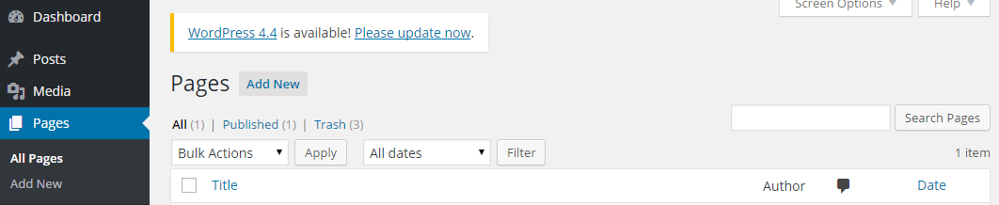 Dashboard
Posts
Media
Pages
All Pages
Add New
Screen Options
Help
WordPress 4.4 is available! Please update now.
Pages Add New
All (1) | Published (1) | Trash (3)
Search Pages
Bulk Actions Apply All dates Filter
1 item
Title Author Date